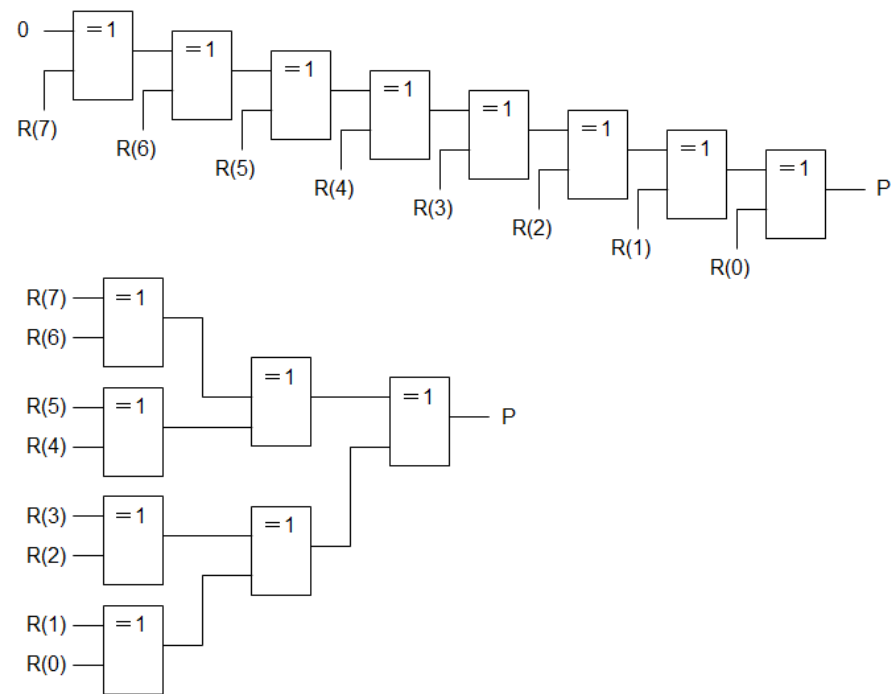 0
=1
R(7)
=1
R(6)
=1
R(5)
=1
R(4)
=1
R(3)
=1
R(2)
=1
R(1)
=1
R(0)
P
R(7)
R(6)
=1
R(5)
R(4)
=1
R(3)
R(2)
=1
R(1)
R(0)
=1
=1
=1
=1
P